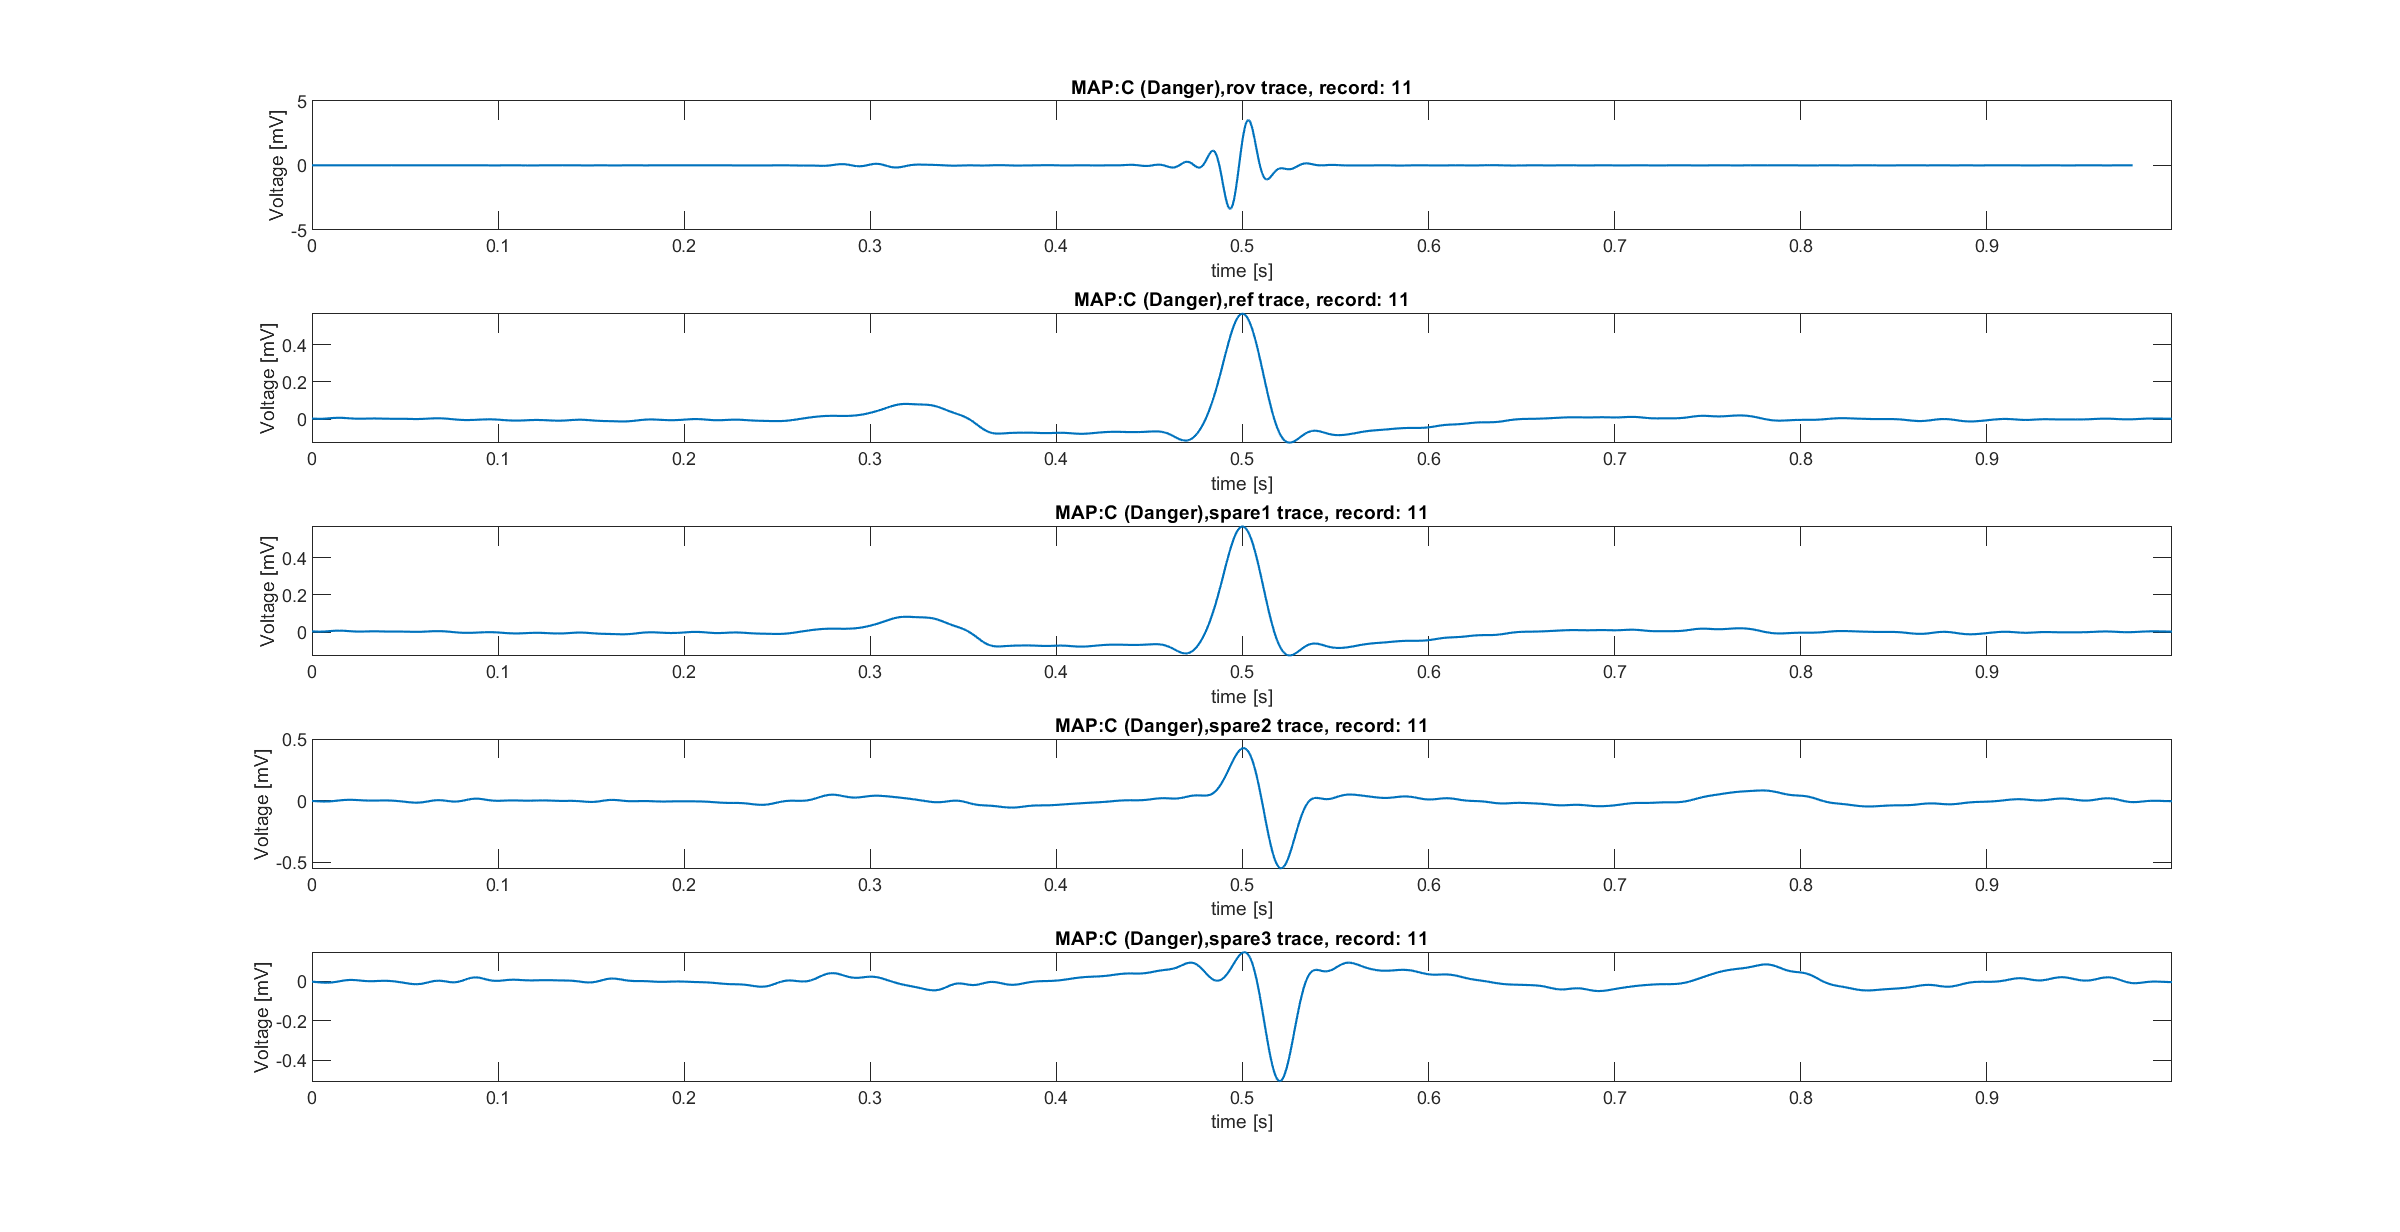 MAP:C (Danger),rov trace, record: 11
Voltage [mV]
5
0
-5
0 0.1 0.2 0.3 0.4 0.5 0.6 0.7 0.8 0.9
time [s]
MAP:C (Danger),ref trace, record: 11
Voltage [mV]
0.4
0.2
0
0 0.1 0.2 0.3 0.4 0.5 0.6 0.7 0.8 0.9
time [s]
MAP:C (Danger),spare1 trace, record: 11
Voltage [mV]
0.4
0.2
0
0 0.1 0.2 0.3 0.4 0.5 0.6 0.7 0.8 0.9
time [s]
MAP:C (Danger),spare2 trace, record: 11
Voltage [mV]
0.5
0
-0.5
0 0.1 0.2 0.3 0.4 0.5 0.6 0.7 0.8 0.9
time [s]
MAP:C (Danger),spare3 trace, record: 11
Voltage [mV]
0
-0.2
-0.4
0 0.1 0.2 0.3 0.4 0.5 0.6 0.7 0.8 0.9
time [s]